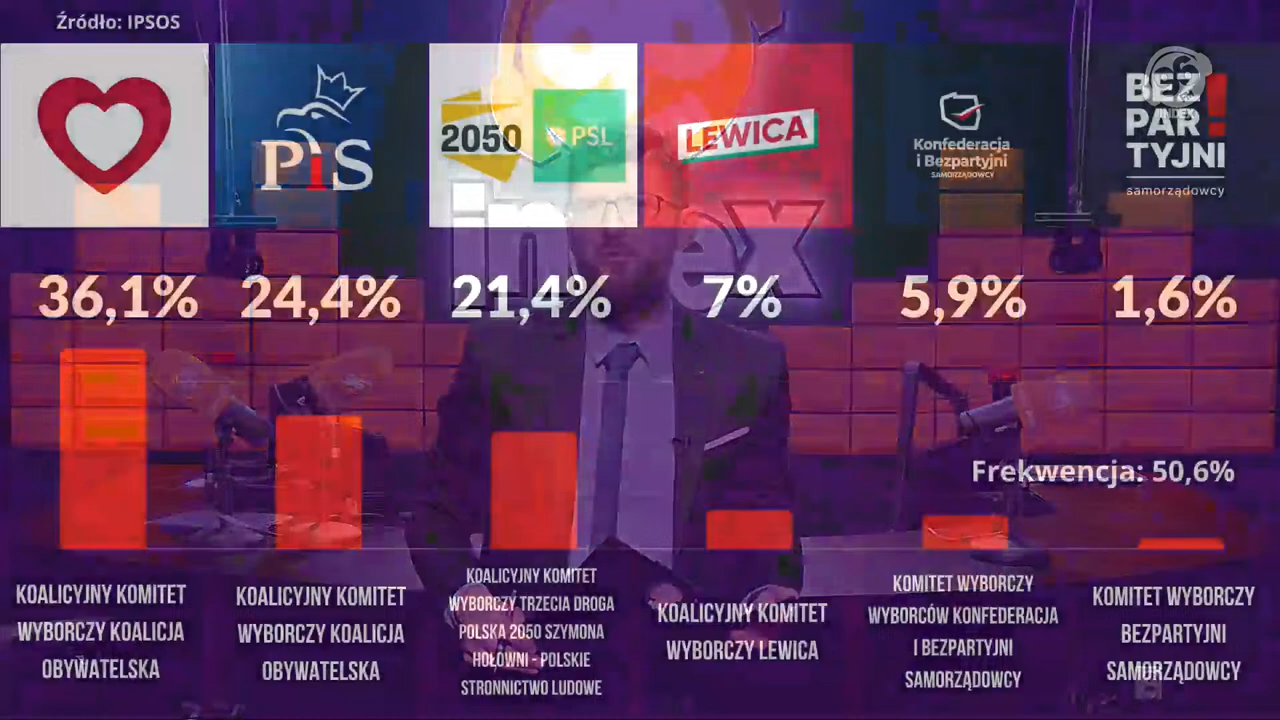 Źródło: IPSOS
PiS
2050 PSL
LEWICA
Konfederacja
i Bezpartyjni
SAMORZĄDOWCY
BEZ
PAR
TYJNI
samorządowcy
INDEX
index
36,1% 24,4% 21,4% 7% 5,9% 1,6%
Frekwencja: 50,6%
KOALICYJNY KOMITET
WYBORCZY KOALICJA
OBYWATELSKA
KOALICYJNY KOMITET
WYBORCZY KOALICJA
OBYWATELSKA
KOALICYJNY KOMITET
WYBORCZY TRZECIA DROGA
POLSKA 2050 SZYMONA
HOŁOWNI - POLSKIE
STRONNICTWO LUDOWE
KOALICYJNY KOMITET
WYBORCZY LEWICA
KOMITET WYBORCZY
WYBORCÓW KONFEDERACJA
I BEZPARTYJNI
SAMORZĄDOWCY
KOMITET WYBORCZY
BEZPARTYJNI
SAMORZĄDOWCY